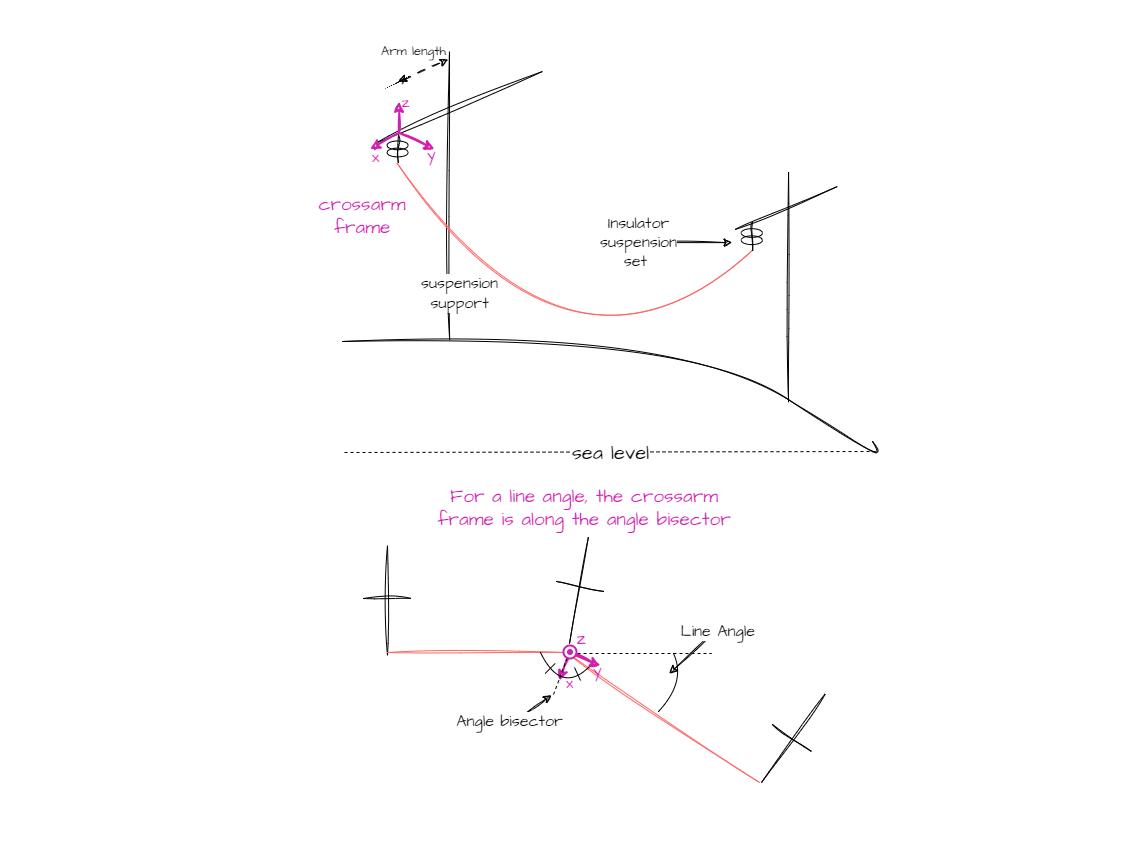 Arm length
z
x
y
crossarm
frame
Insulator
suspension
set
suspension
support
sea level
For a line angle, the crossarm
frame is along the angle bisector
Line Angle
z
y
x
Angle bisector